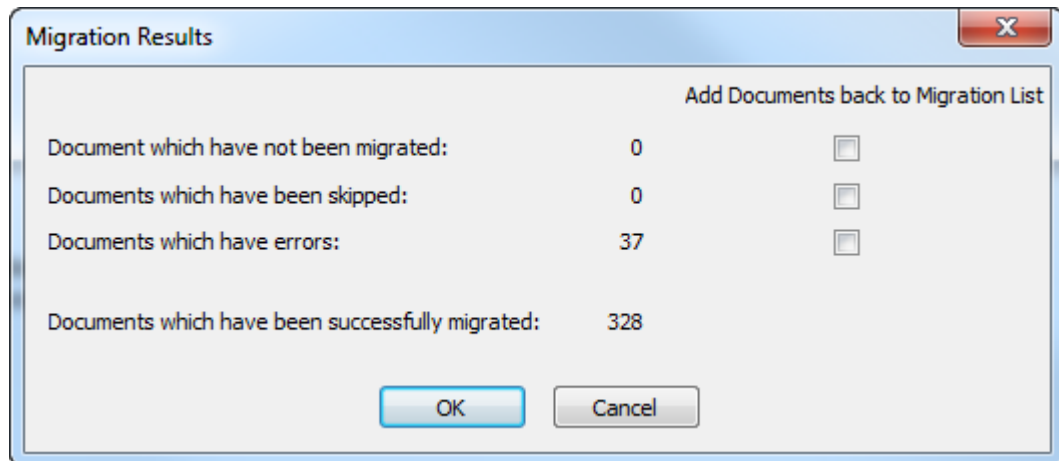 Migration Results
Add Documents back to Migration List
Document which have not been migrated: 0
Documents which have been skipped: 0
Documents which have errors: 37
Documents which have been successfully migrated: 328
OK Cancel